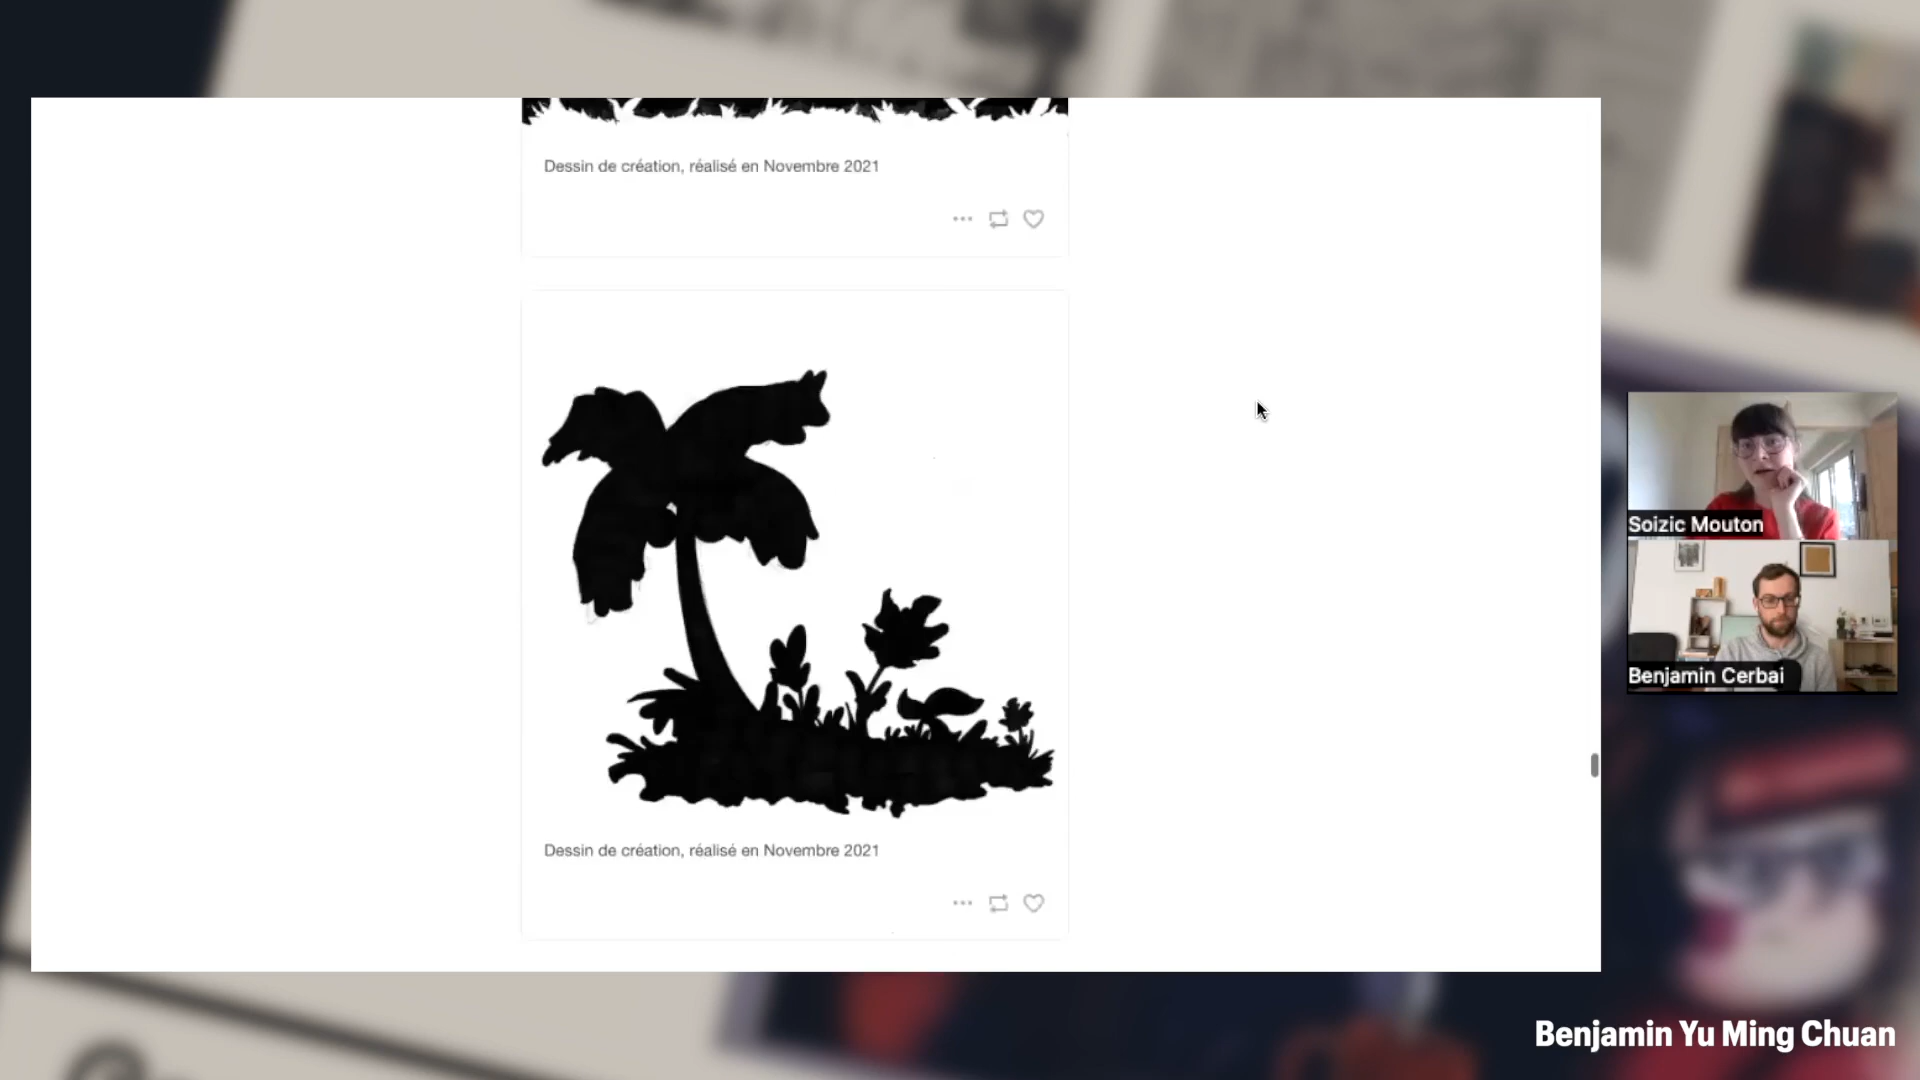 Dessin de création, réalisé en Novembre 2021
Soizic Mouton
Benjamin Cerbai
Dessin de création, réalisé en Novembre 2021
Benjamin Yu Ming Chuan